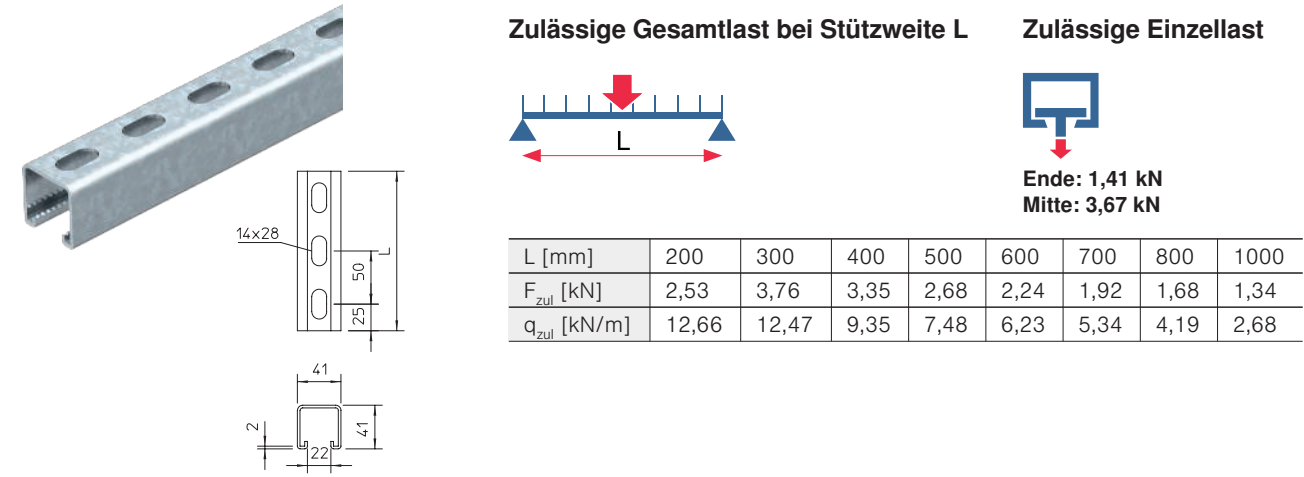 Zulässige Gesamtlast bei Stützweite L
Zulässige Einzellast
L
Ende: 1,41 kN
Mitte: 3,67 kN
14x28
L
50
25
41
2
41
22
L [mm] 200 300 400 500 600 700 800 1000
Fzul [kN] 2,53 3,76 3,35 2,68 2,24 1,92 1,68 1,34
qzul [kN/m] 12,66 12,47 9,35 7,48 6,23 5,34 4,19 2,68